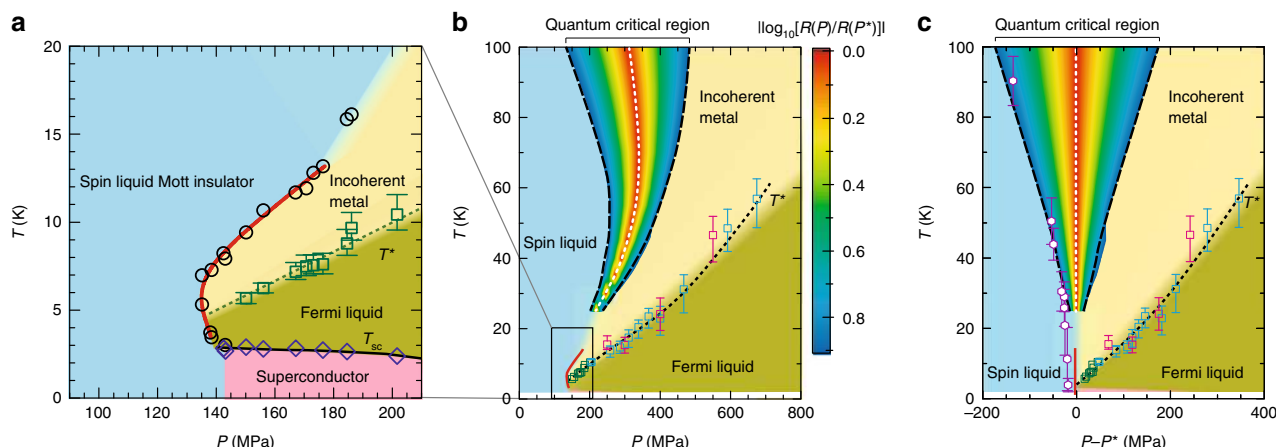 a
20
15
10
5
0
T (K)
100
120
140
160
180
200
P (MPa)
Spin liquid Mott insulator
Incoherent
metal
T*
Fermi liquid
Tsc
Superconductor
b
Quantum critical region
||log10[R(P)/R(P*)]||
100
80
60
40
20
0
T (K)
0
200
400
600
800
P (MPa)
Incoherent
metal
Spin liquid
T*
Fermi liquid
0.0
0.2
0.4
0.6
0.8
c
Quantum critical region
100
80
60
40
20
0
T (K)
−200
0
200
400
P–P* (MPa)
Incoherent
metal
T*
Spin liquid
Fermi liquid